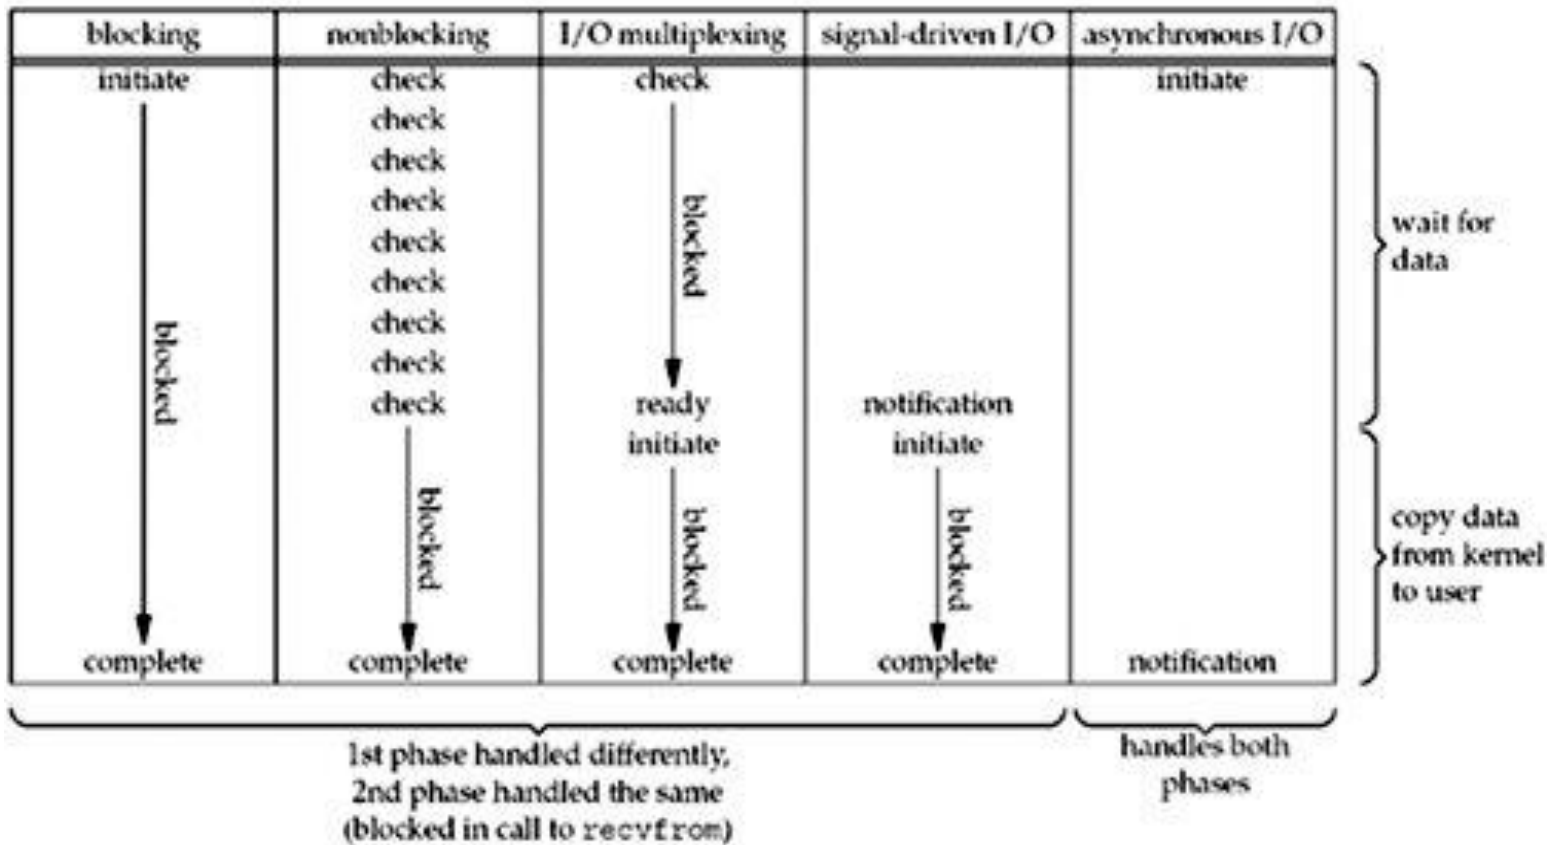 blocking nonblocking I/O multiplexing signal-driven I/O asynchronous I/O
initiate check check initiate
check
check
check
check
check
check
check
check ready notification
initiate initiate
blocked
blocked
blocked
blocked
blocked
complete complete complete complete notification
wait for
data
copy data
from kernel
to user
1st phase handled differently,
2nd phase handled the same
(blocked in call to recvfrom)
handles both
phases